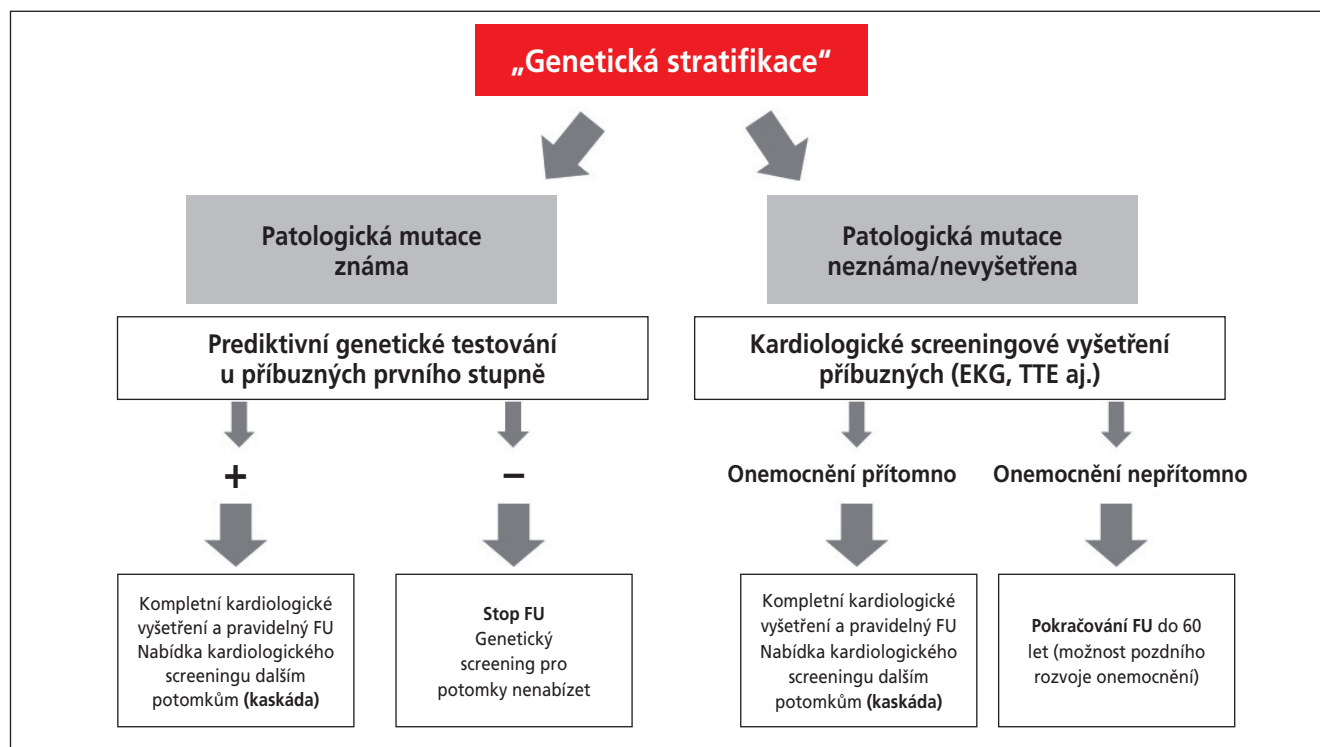 „Genetická stratifikace“
Patologická mutace
známa
Patologická mutace
neznáma/nevyšetřena
Prediktivní genetické testování
u příbuzných prvního stupně
Kardiologické screeningové vyšetření
příbuzných (EKG, TTE aj.)
+
–
Onemocnění přítomno
Onemocnění nepřítomno
Kompletní kardiologické
vyšetření a pravidelný FU
Nabídka kardiologického
screeningu dalším
potomkům (kaskáda)
Stop FU
Genetický
screening pro
potomky nenabízet
Kompletní kardiologické
vyšetření a pravidelný FU
Nabídka kardiologického
screeningu dalším
potomkům (kaskáda)
Pokračování FU do 60
let (možnost pozdního
rozvoje onemocnění)